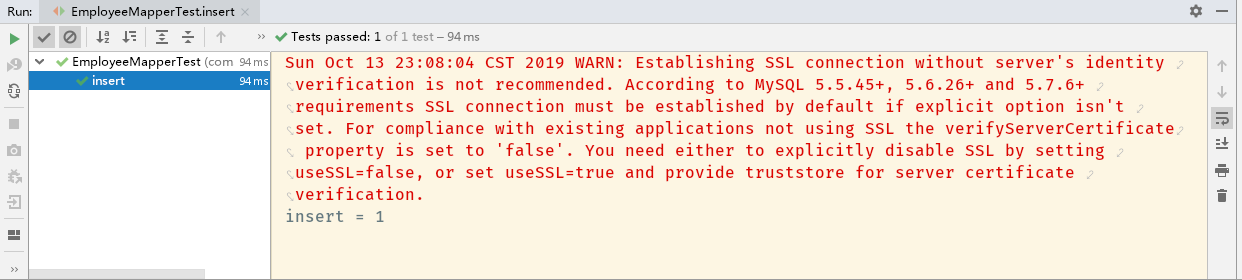 Run: EmployeeMapperTest.insert
Tests passed: 1 of 1 test – 94 ms
EmployeeMapperTest (com 94 ms
insert 94 ms
Sun Oct 13 23:08:04 CST 2019 WARN: Establishing SSL connection without server's identity
verification is not recommended. According to MySQL 5.5.45+, 5.6.26+ and 5.7.6+
requirements SSL connection must be established by default if explicit option isn't
set. For compliance with existing applications not using SSL the verifyServerCertificate
property is set to 'false'. You need either to explicitly disable SSL by setting
useSSL=false, or set useSSL=true and provide truststore for server certificate
verification.
insert = 1